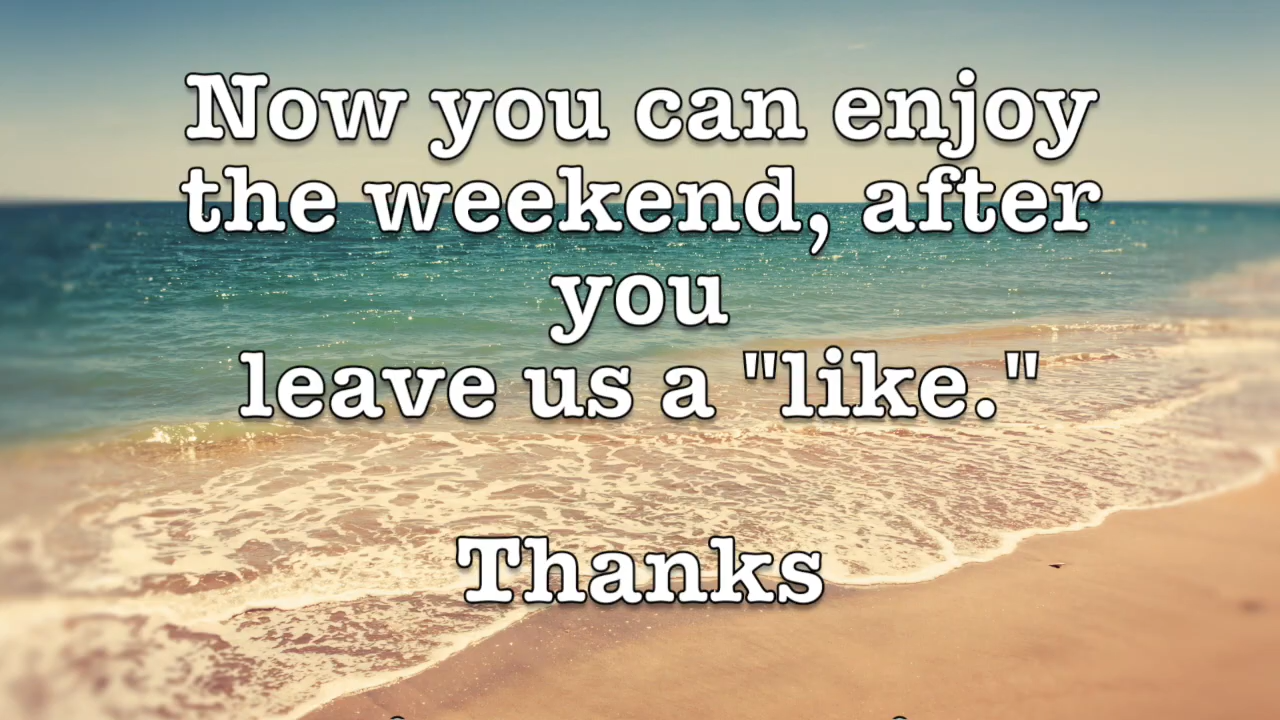 Now you can enjoy
the weekend, after
you
leave us a "like."
Thanks